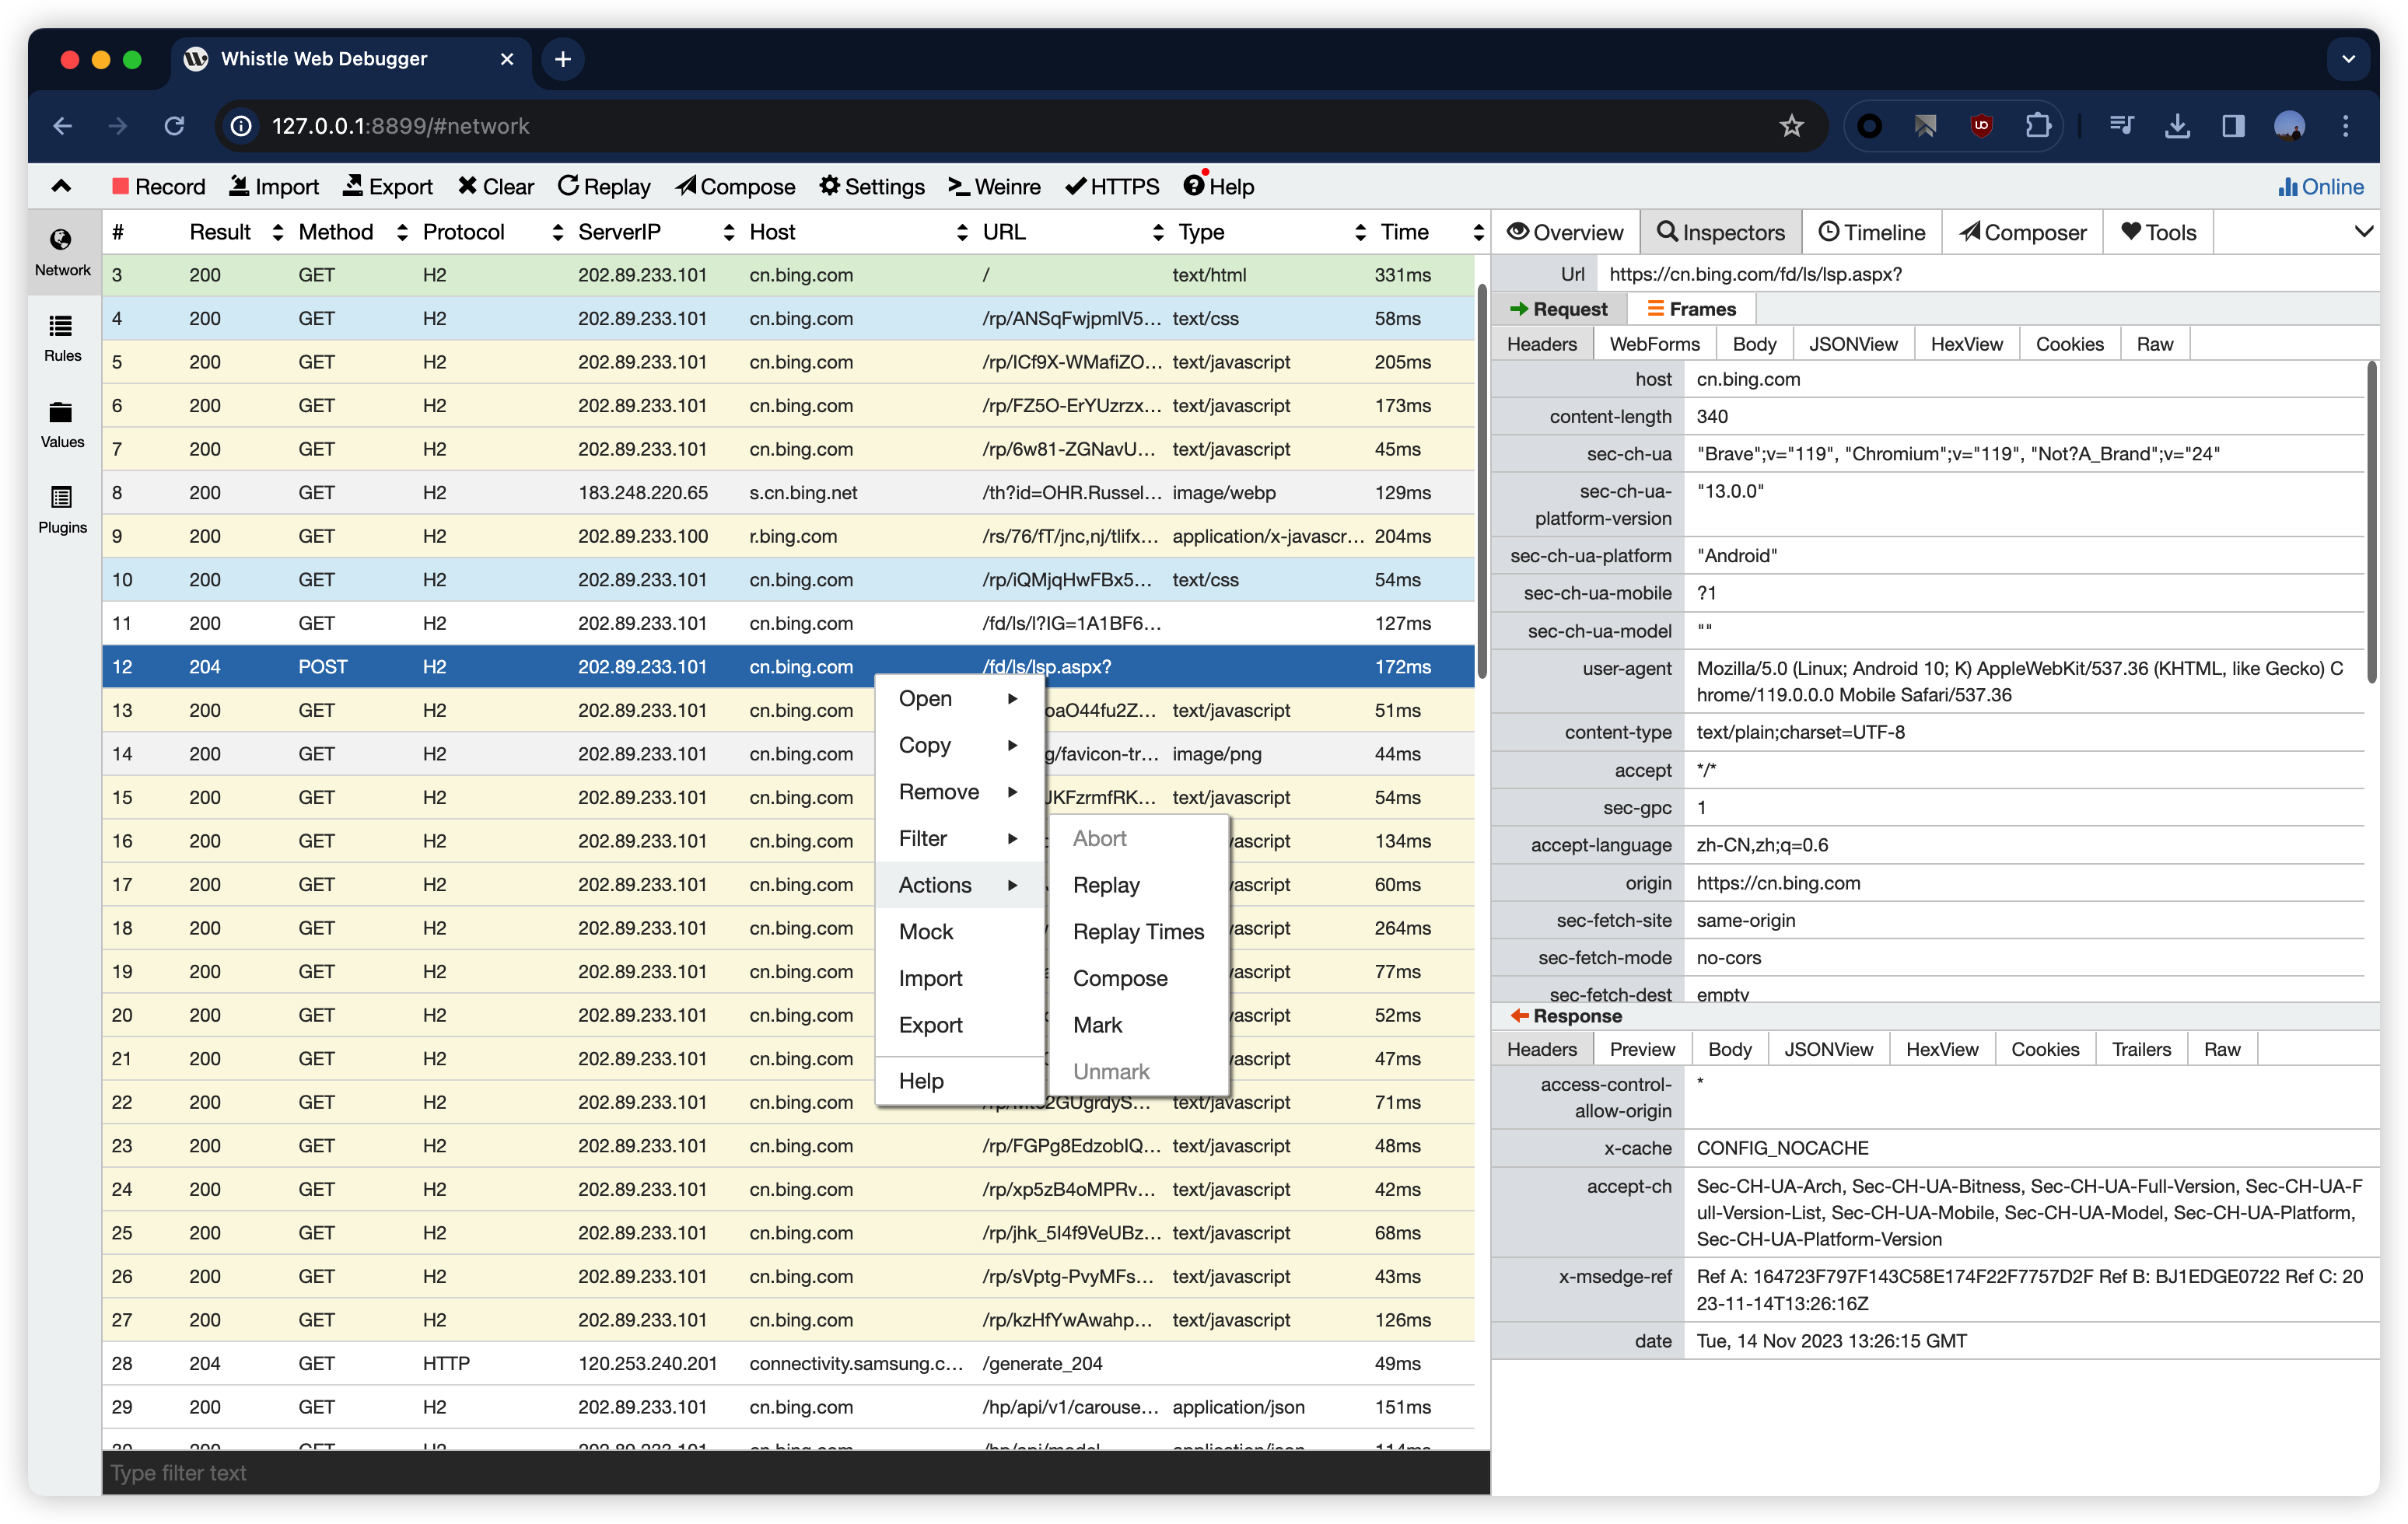 Whistle Web Debugger
127.0.0.1:8899/#network
Record Import Export Clear Replay Compose Settings Weinre HTTPS Help Online
Network
Rules
Values
Plugins
# Result Method Protocol ServerIP Host URL Type Time
3 200 GET H2 202.89.233.101 cn.bing.com / text/html 331ms
4 200 GET H2 202.89.233.101 cn.bing.com /rp/ANSqFwjpmlV5... text/css 58ms
5 200 GET H2 202.89.233.101 cn.bing.com /rp/ICf9X-WMafiZO... text/javascript 205ms
6 200 GET H2 202.89.233.101 cn.bing.com /rp/FZ5O-ErYUzrzx... text/javascript 173ms
7 200 GET H2 202.89.233.101 cn.bing.com /rp/6w81-ZGNavU... text/javascript 45ms
8 200 GET H2 183.248.220.65 s.cn.bing.net /th?id=OHR.Russel... image/webp 129ms
9 200 GET H2 202.89.233.100 r.bing.com /rs/76/fT/jnc,nj/tlifx... application/x-javascr... 204ms
10 200 GET H2 202.89.233.101 cn.bing.com /rp/iQMjqHwFBx5... text/css 54ms
11 200 GET H2 202.89.233.101 cn.bing.com /fd/ls/l?IG=1A1BF6... 127ms
12 204 POST H2 202.89.233.101 cn.bing.com /fd/ls/lsp.aspx? 172ms
13 200 GET H2 202.89.233.101 cn.bing.com oaO44fu2Z... text/javascript 51ms
14 200 GET H2 202.89.233.101 cn.bing.com g/favicon-tr... image/png 44ms
15 200 GET H2 202.89.233.101 cn.bing.com JKFzrmfRK... text/javascript 54ms
16 200 GET H2 202.89.233.101 cn.bing.com vascript 134ms
17 200 GET H2 202.89.233.101 cn.bing.com vascript 60ms
18 200 GET H2 202.89.233.101 cn.bing.com vascript 264ms
19 200 GET H2 202.89.233.101 cn.bing.com vascript 77ms
20 200 GET H2 202.89.233.101 cn.bing.com vascript 52ms
21 200 GET H2 202.89.233.101 cn.bing.com vascript 47ms
22 200 GET H2 202.89.233.101 cn.bing.com text/javascript 71ms
23 200 GET H2 202.89.233.101 cn.bing.com /rp/FGPg8EdzobIQ... text/javascript 48ms
24 200 GET H2 202.89.233.101 cn.bing.com /rp/xp5zB4oMPRv... text/javascript 42ms
25 200 GET H2 202.89.233.101 cn.bing.com /rp/jhk_5I4f9VeUBz... text/javascript 68ms
26 200 GET H2 202.89.233.101 cn.bing.com /rp/sVptg-PvyMFs... text/javascript 43ms
27 200 GET H2 202.89.233.101 cn.bing.com /rp/kzHfYwAwahp... text/javascript 126ms
28 204 GET HTTP 120.253.240.201 connectivity.samsung.c... /generate_204 49ms
29 200 GET H2 202.89.233.101 cn.bing.com /hp/api/v1/carouse... application/json 151ms
30 200 GET H2 202.89.233.101 cn.bing.com /hp/api/model application/json 114ms
Type filter text
Open
Copy
Remove
Filter
Actions
Mock
Import
Export
Help
Abort
Replay
Replay Times
Compose
Mark
Unmark
Overview Inspectors Timeline Composer Tools
Url https://cn.bing.com/fd/ls/lsp.aspx?
Request Frames
Headers WebForms Body JSONView HexView Cookies Raw
host cn.bing.com
content-length 340
sec-ch-ua "Brave";v="119", "Chromium";v="119", "Not?A_Brand";v="24"
sec-ch-ua- "13.0.0"
platform-version
sec-ch-ua-platform "Android"
sec-ch-ua-mobile ?1
sec-ch-ua-model ""
user-agent Mozilla/5.0 (Linux; Android 10; K) AppleWebKit/537.36 (KHTML, like Gecko) C
hrome/119.0.0.0 Mobile Safari/537.36
content-type text/plain;charset=UTF-8
accept */*
sec-gpc 1
accept-language zh-CN,zh;q=0.6
origin https://cn.bing.com
sec-fetch-site same-origin
sec-fetch-mode no-cors
sec-fetch-dest empty
Response
Headers Preview Body JSONView HexView Cookies Trailers Raw
access-control- *
allow-origin
x-cache CONFIG_NOCACHE
accept-ch Sec-CH-UA-Arch, Sec-CH-UA-Bitness, Sec-CH-UA-Full-Version, Sec-CH-UA-F
ull-Version-List, Sec-CH-UA-Mobile, Sec-CH-UA-Model, Sec-CH-UA-Platform,
Sec-CH-UA-Platform-Version
x-msedge-ref Ref A: 164723F797F143C58E174F22F7757D2F Ref B: BJ1EDGE0722 Ref C: 20
23-11-14T13:26:16Z
date Tue, 14 Nov 2023 13:26:15 GMT